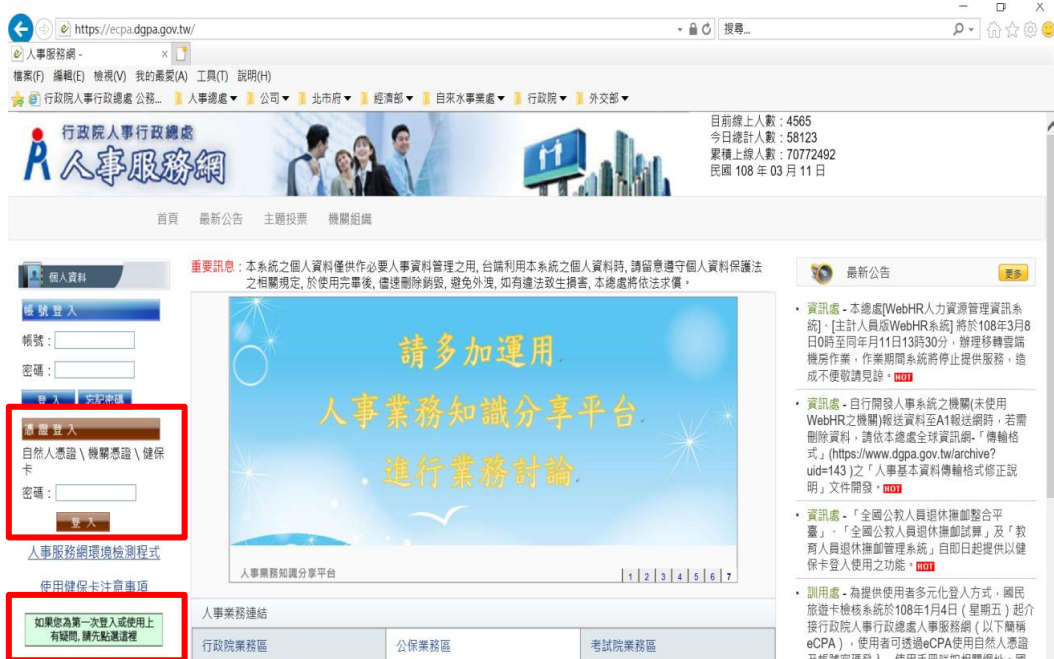 https://ecpa.dgpa.gov.tw/
搜尋...
人事服務網 -
檔案(F) 編輯(E) 檢視(V) 我的最愛(A) 工具(T) 說明(H)
行政院人事行政總處 公務... 人事總處 公司 北市府 經濟部 自來水事業處 行政院 外交部
行政院人事行政總處
人事服務網
目前線上人數：4565
今日總計人數：58123
累積上線人數：70772492
民國 108 年 03 月 11 日
首頁 最新公告 主題投票 機關組織
個人資料
帳號登入
帳號：
密碼：
登入 忘記密碼
憑證登入
自然人憑證 \ 機關憑證 \ 健保
卡
密碼：
登入
人事服務網環境檢測程式
使用健保卡注意事項
如果您為第一次登入或使用上
有疑問, 請先點選這裡
重要訊息：本系統之個人資料僅供作必要人事資料管理之用, 台端利用本系統之個人資料時, 請留意遵守個人資料保護法
之相關規定, 於使用完畢後, 儘速刪除銷毀, 避免外洩, 如有違法致生損害, 本總處將依法求償。
請多加運用
人事業務知識分享平台
進行業務討論
人事業務知識分享平台
1 2 3 4 5 6 7
人事業務連結
行政院業務區 公保業務區 考試院業務區
最新公告 更多
資訊處 - 本總處[WebHR人力資源管理資訊系
統]、[主計人員版WebHR系統] 將於108年3月8
日0時至同年月11日13時30分，辦理移轉雲端
機房作業，作業期間系統將停止提供服務，造
成不便敬請見諒。HOT
資訊處 - 自行開發人事系統之機關(未使用
WebHR之機關)報送資料至A1報送網時，若需
刪除資料，請依本總處全球資訊網-「傳輸格
式」(https://www.dgpa.gov.tw/archive?
uid=143 )之「人事基本資料傳輸格式修正說
明」文件開發。HOT
資訊處 - 「全國公教人員退休撫卹整合平
臺」、「全國公教人員退休撫卹試算」及「教
育人員退休撫卹管理系統」自即日起提供以健
保卡登入使用之功能。HOT
訓用處 - 為提供使用者多元化登入方式，國民
旅遊卡檢核系統於108年1月4日（星期五）起介
接行政院人事行政總處人事服務網（以下簡稱
eCPA），使用者可透過eCPA使用自然人憑證
及帳號密碼登入，使用手冊詳如相關網址。國